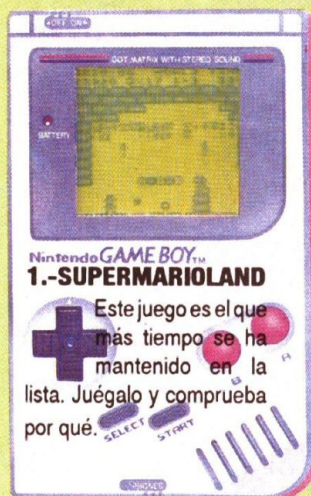 ◁OFF·ON▷
DOT MATRIX WITH STEREO SOUND
BATTERY
Nintendo GAME BOY™
1.-SUPERMARIOLAND
Este juego es el que
más tiempo se ha
mantenido en la
lista. Juégalo y comprueba
por qué.
B
A
SELECT
START
PHONES